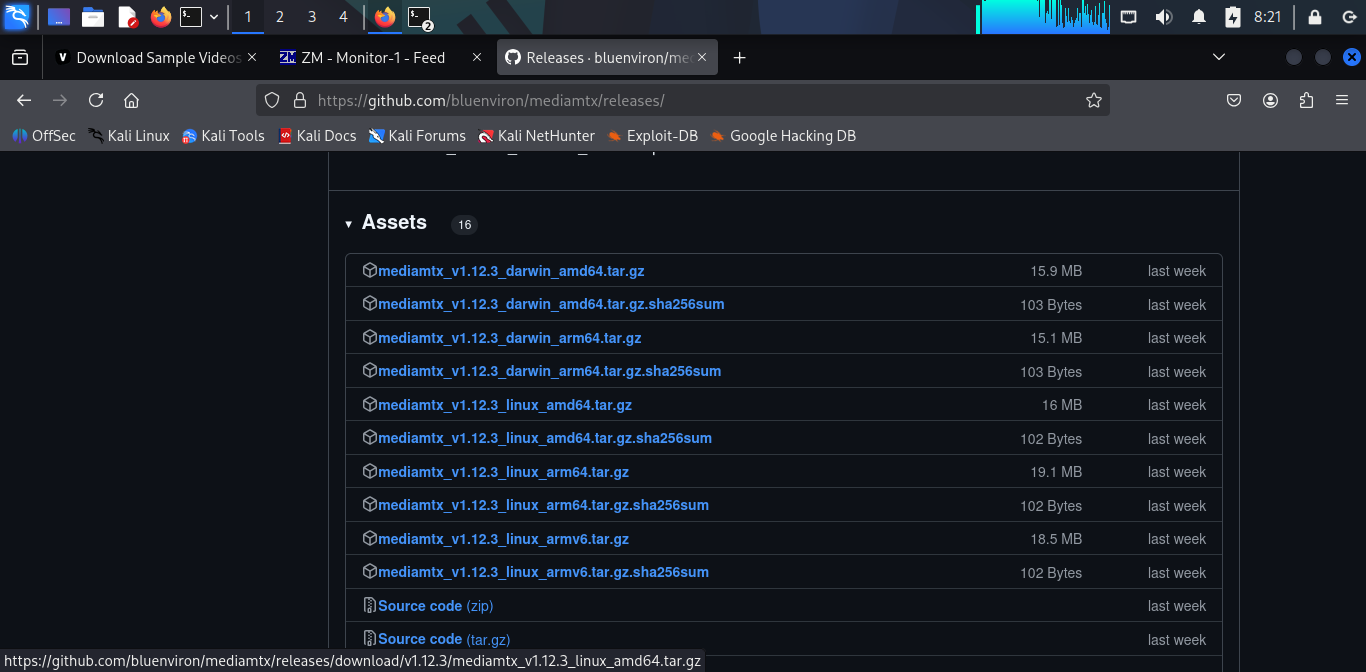 1 2 3 4 2 8:21
Download Sample Videos ZM - Monitor-1 - Feed Releases · bluenviron/me
https://github.com/bluenviron/mediamtx/releases/
OffSec Kali Linux Kali Tools Kali Docs Kali Forums Kali NetHunter Exploit-DB Google Hacking DB
Assets 16
mediamtx_v1.12.3_darwin_amd64.tar.gz 15.9 MB last week
mediamtx_v1.12.3_darwin_amd64.tar.gz.sha256sum 103 Bytes last week
mediamtx_v1.12.3_darwin_arm64.tar.gz 15.1 MB last week
mediamtx_v1.12.3_darwin_arm64.tar.gz.sha256sum 103 Bytes last week
mediamtx_v1.12.3_linux_amd64.tar.gz 16 MB last week
mediamtx_v1.12.3_linux_amd64.tar.gz.sha256sum 102 Bytes last week
mediamtx_v1.12.3_linux_arm64.tar.gz 19.1 MB last week
mediamtx_v1.12.3_linux_arm64.tar.gz.sha256sum 102 Bytes last week
mediamtx_v1.12.3_linux_armv6.tar.gz 18.5 MB last week
mediamtx_v1.12.3_linux_armv6.tar.gz.sha256sum 102 Bytes last week
Source code (zip) last week
Source code (tar.gz) last week
https://github.com/bluenviron/mediamtx/releases/download/v1.12.3/mediamtx_v1.12.3_linux_amd64.tar.gz